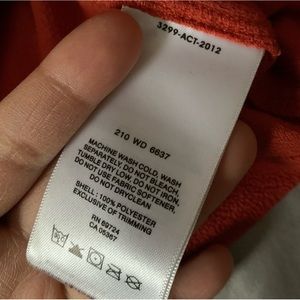 3299-ACT-2012
210 WD 6637
MACHINE WASH COLD, WASH
SEPARATELY, DO NOT BLEACH,
TUMBLE DRY LOW, DO NOT IRON,
DO NOT USE FABRIC SOFTENER,
DO NOT DRYCLEAN
SHELL : 100% POLYESTER
EXCLUSIVE OF TRIMMING
RN 69724
CA 05367